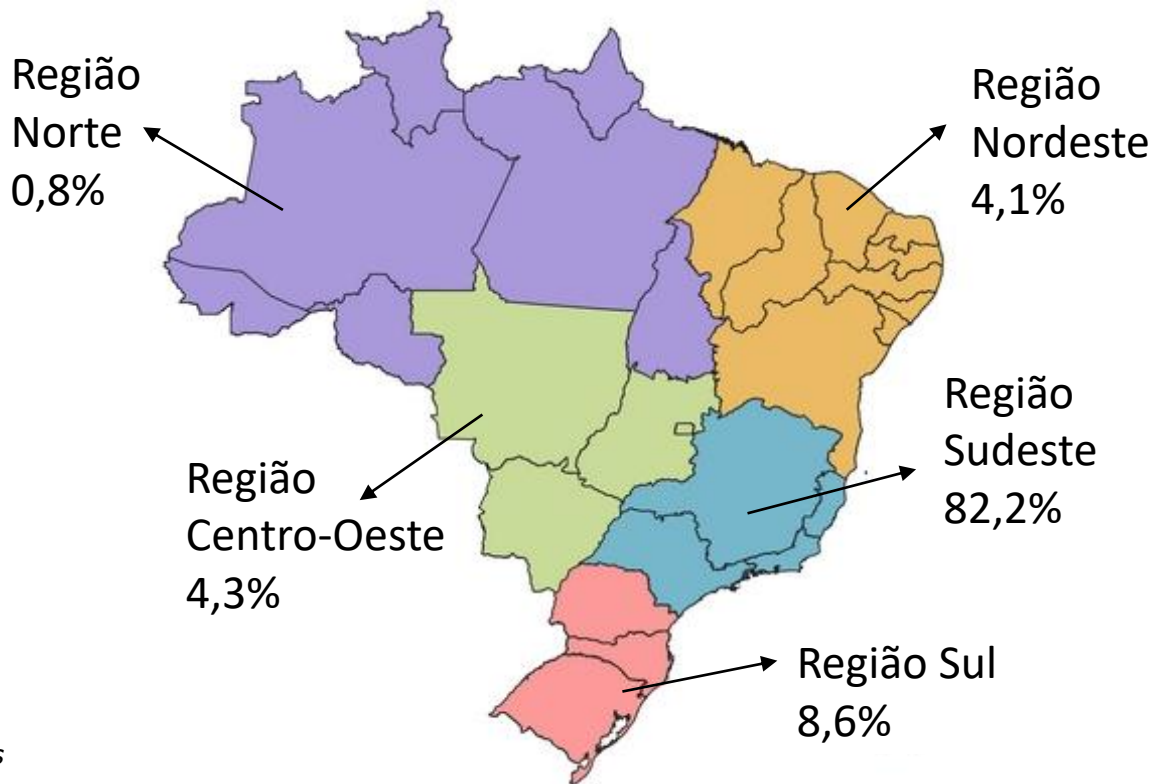 Região
Norte
0,8%
Região
Nordeste
4,1%
Região
Centro-Oeste
4,3%
Região
Sudeste
82,2%
Região Sul
8,6%